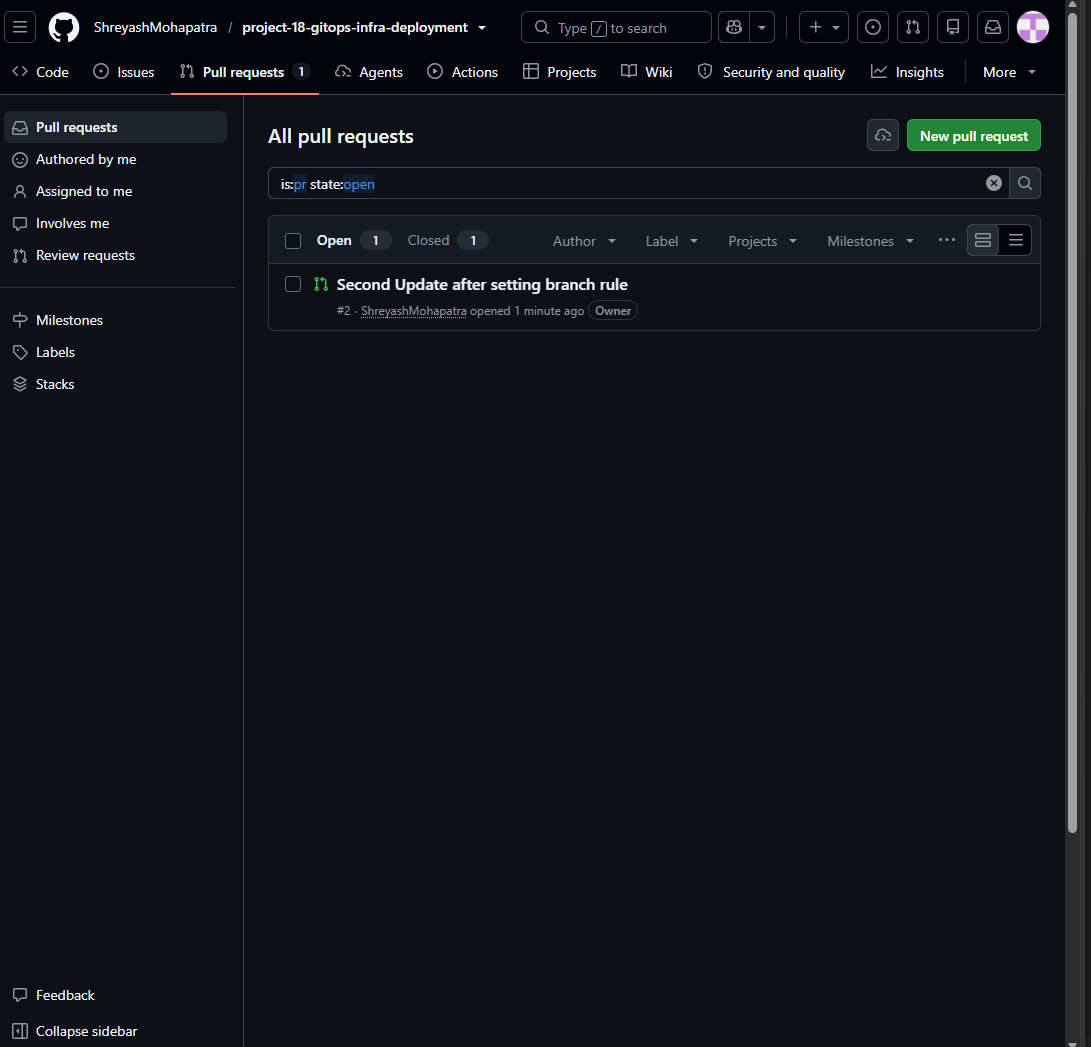 ShreyashMohapatra / project-18-gitops-infra-deployment Type / to search
Code Issues Pull requests 1 Agents Actions Projects Wiki Security and quality Insights More
Pull requests
Authored by me
Assigned to me
Involves me
Review requests
Milestones
Labels
Stacks
Feedback
Collapse sidebar
All pull requests New pull request
is:pr state:open
Open 1 Closed 1 Author Label Projects Milestones
Second Update after setting branch rule
#2 · ShreyashMohapatra opened 1 minute ago Owner